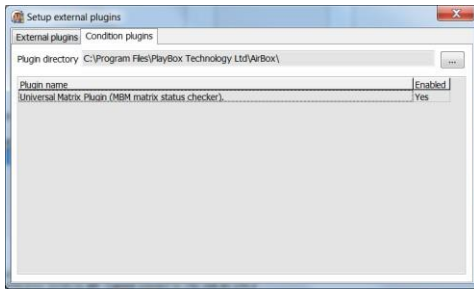 Setup external plugins
External plugins Condition plugins
Plugin directory C:\Program Files\PlayBox Technology Ltd\AirBox\ ...
Plugin name Enabled
Universal Matrix Plugin (MBM matrix status checker). Yes